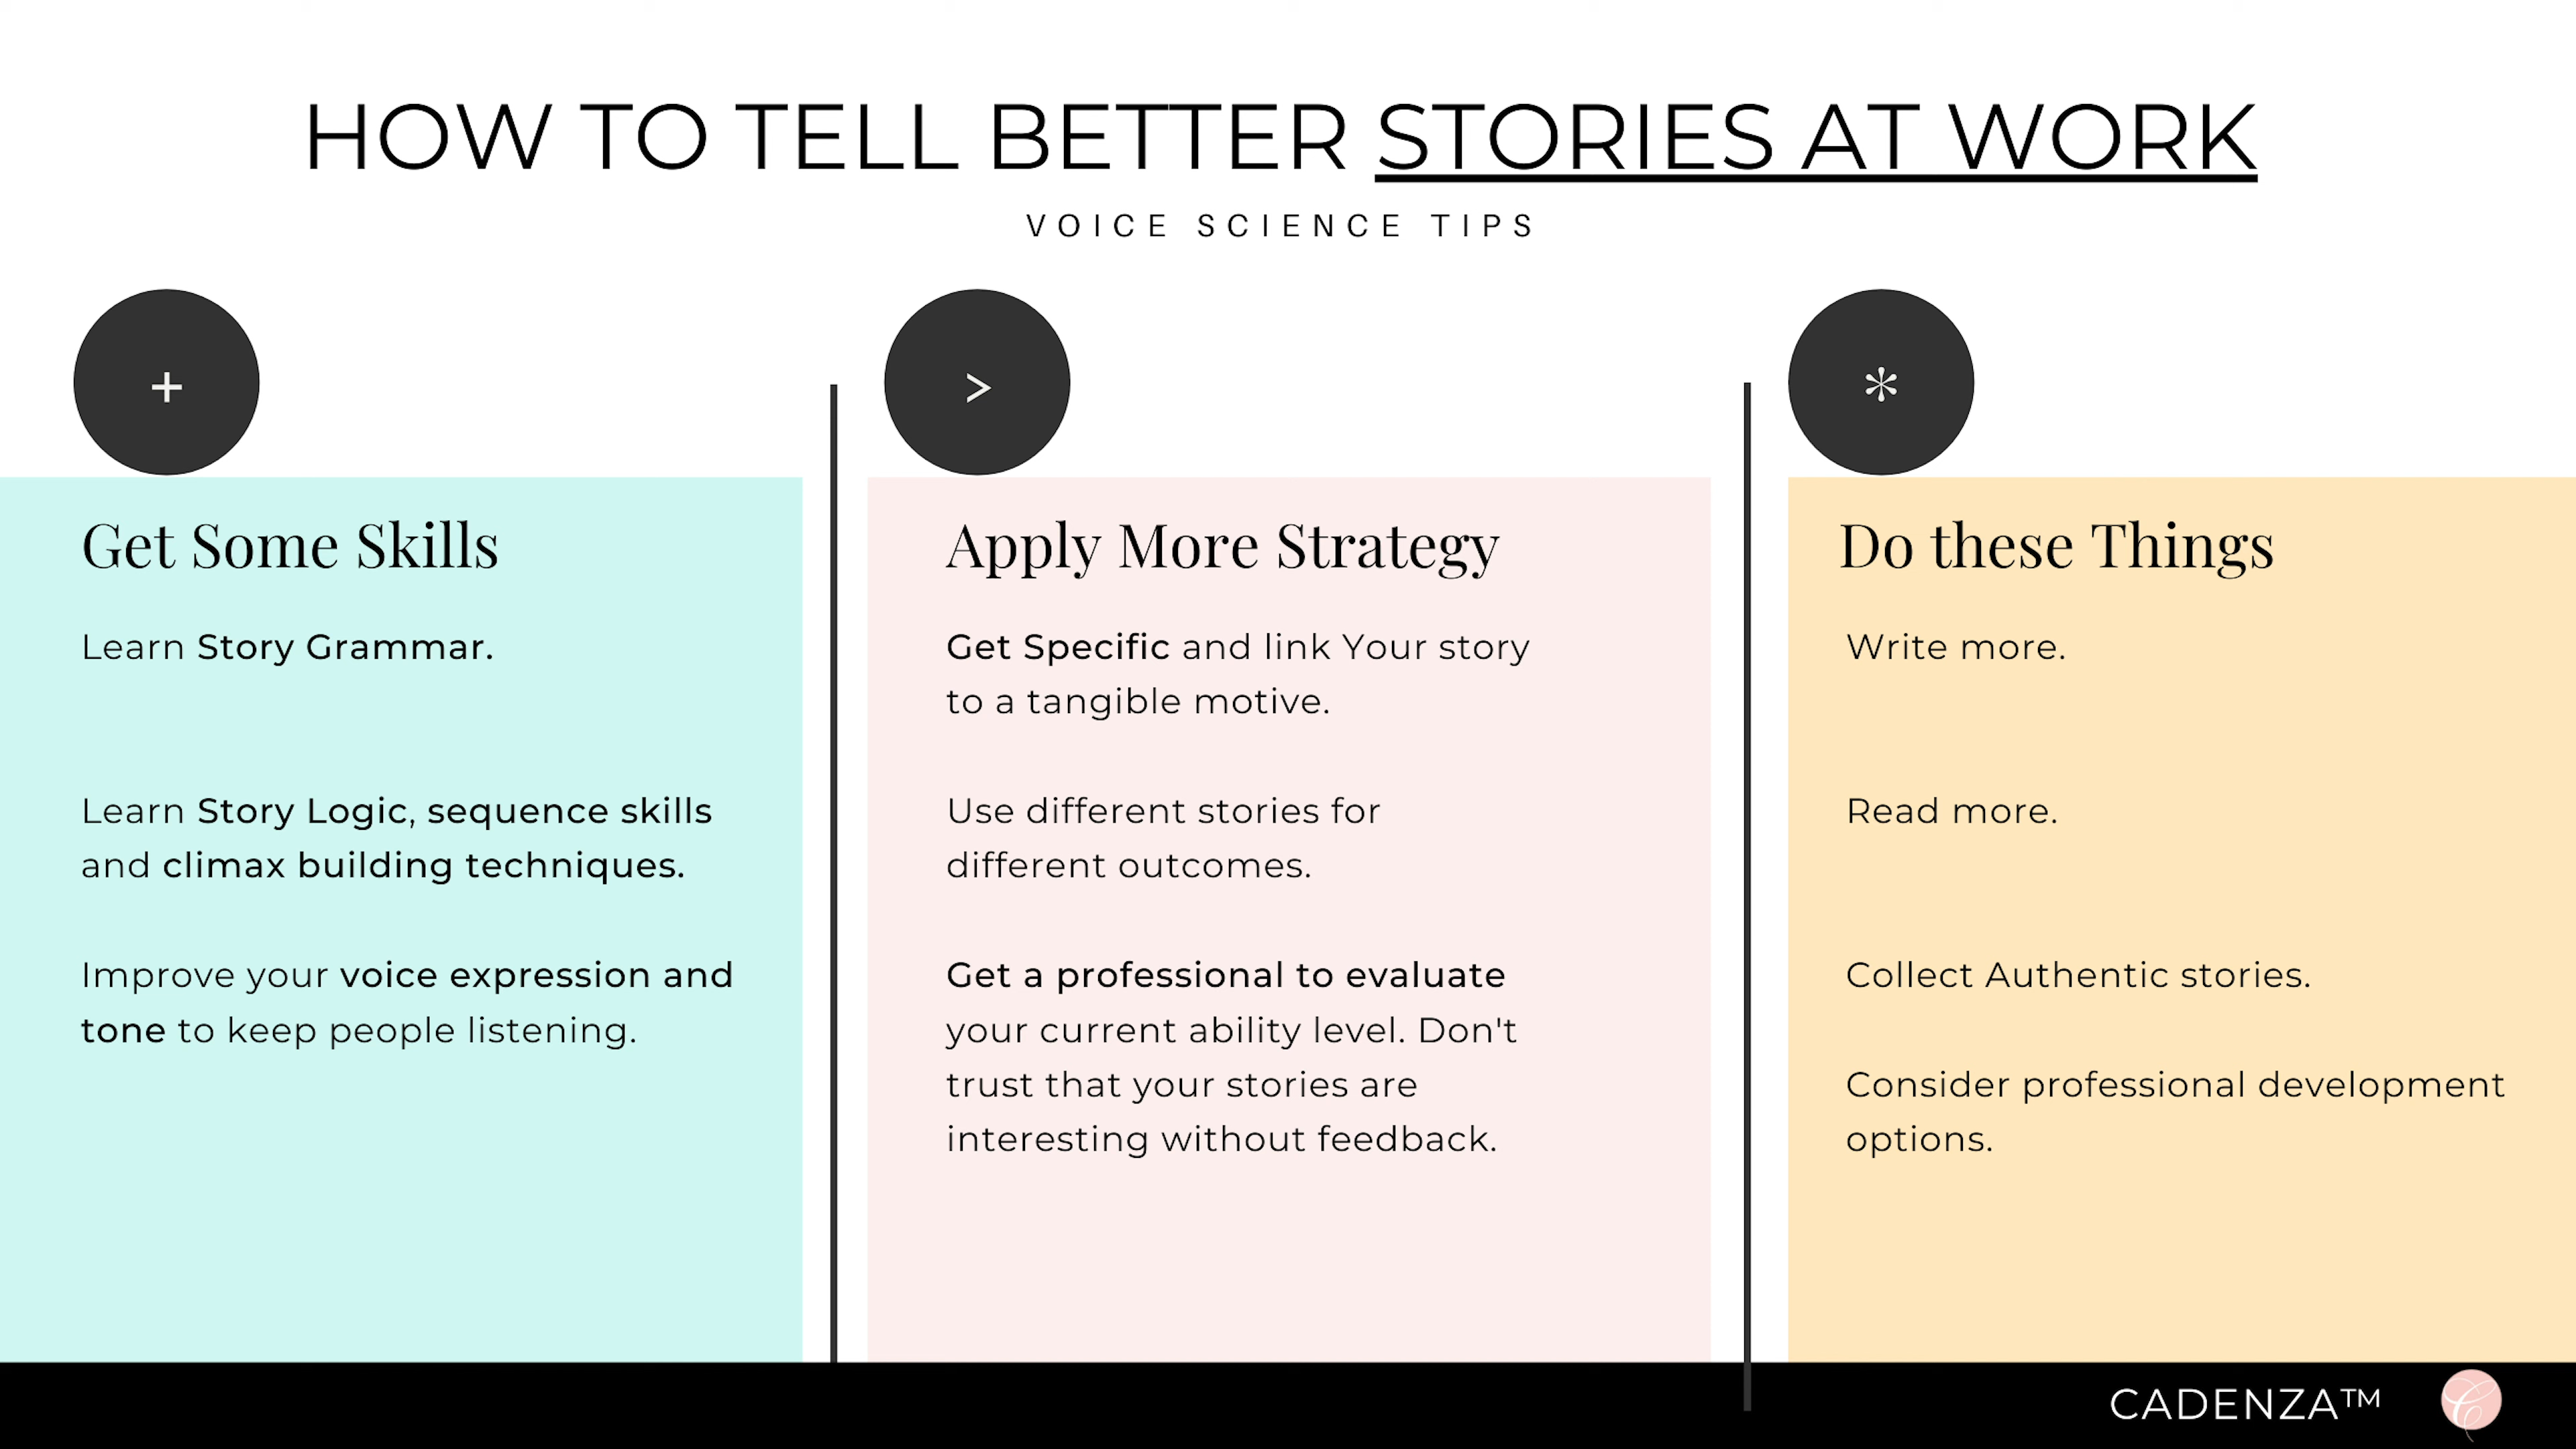 HOW TO TELL BETTER STORIES AT WORK
VOICE SCIENCE TIPS
+
Get Some Skills
Learn Story Grammar.
Learn Story Logic, sequence skills
and climax building techniques.
Improve your voice expression and
tone to keep people listening.
>
Apply More Strategy
Get Specific and link Your story
to a tangible motive.
Use different stories for
different outcomes.
Get a professional to evaluate
your current ability level. Don't
trust that your stories are
interesting without feedback.
*
Do these Things
Write more.
Read more.
Collect Authentic stories.
Consider professional development
options.
CADENZA™
C